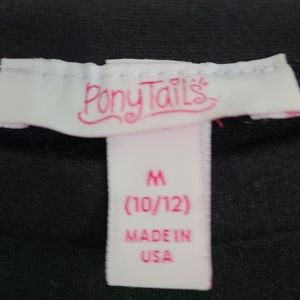 PonyTails
M
(10/12)
MADE IN
USA